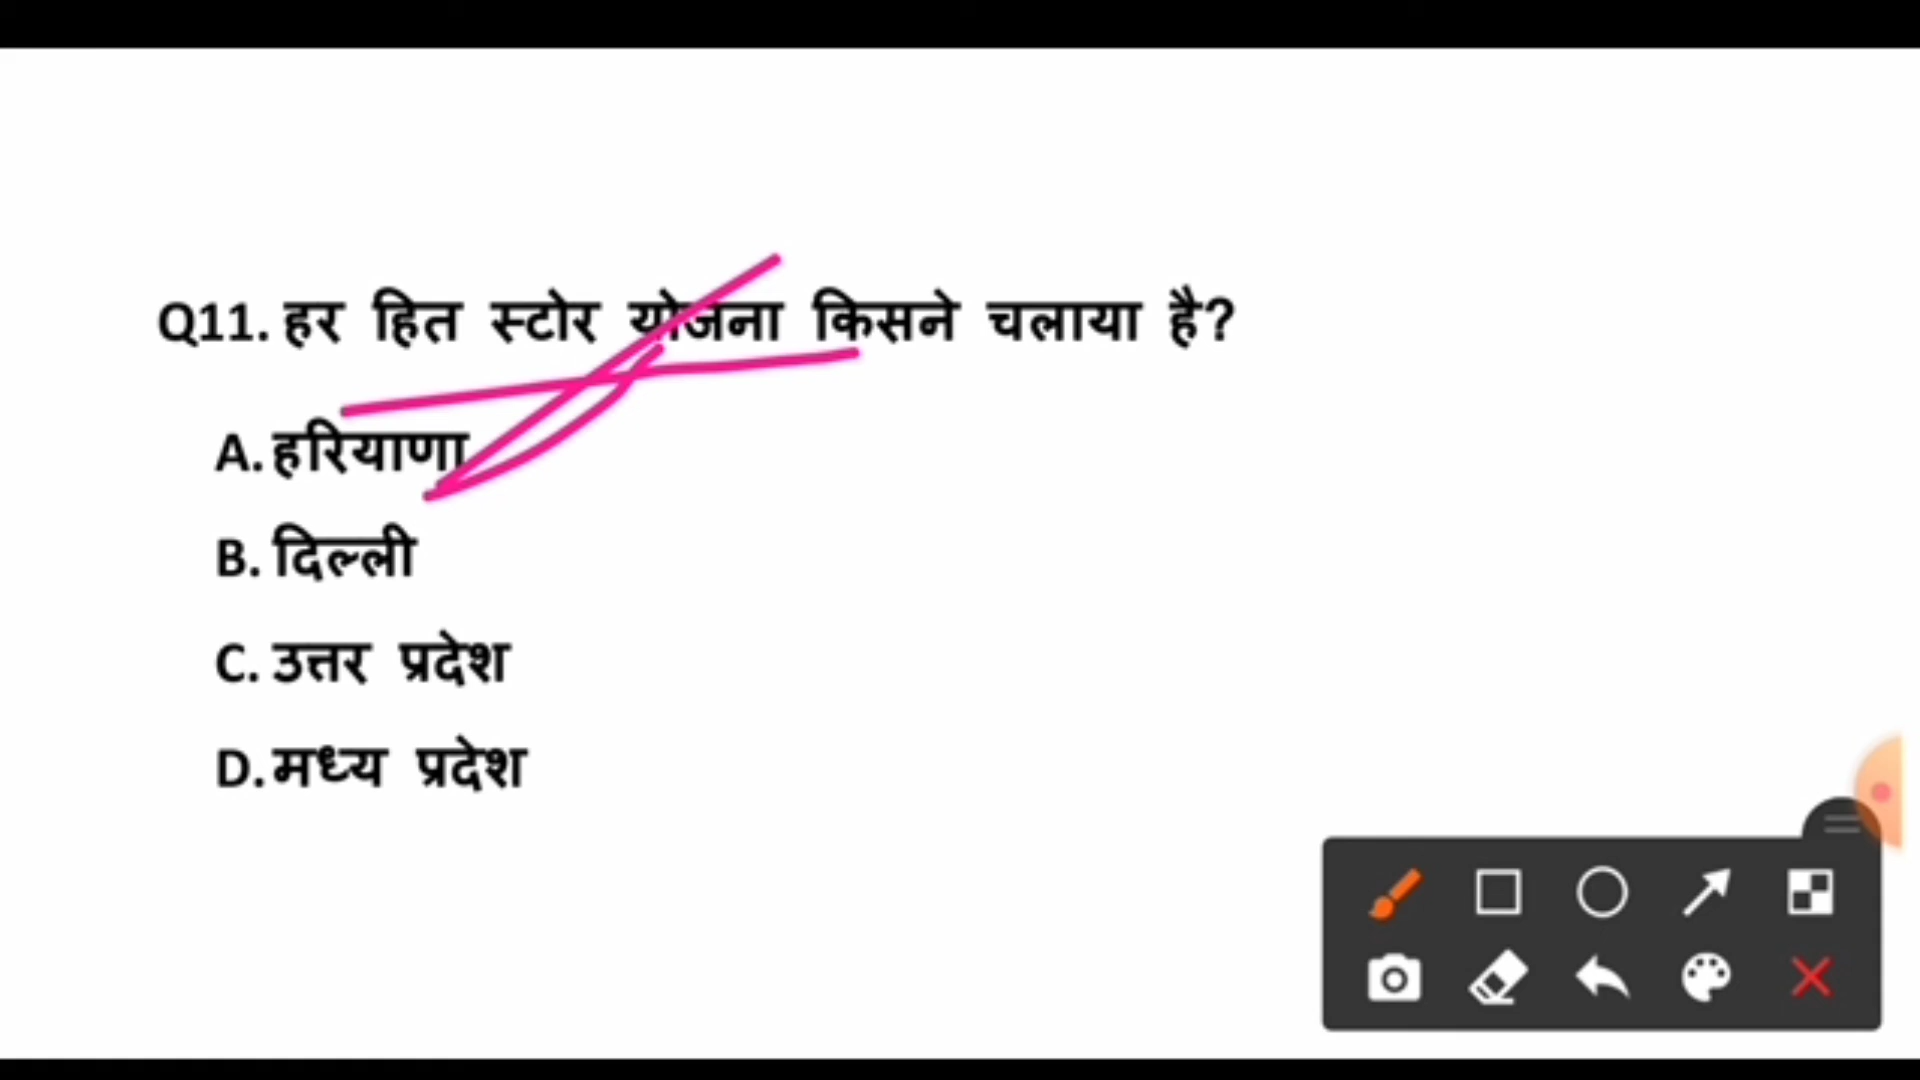 Q11. हर हित स्टोर योजना किसने चलाया है?
A. हरियाणा
B. दिल्ली
C. उत्तर प्रदेश
D. मध्य प्रदेश